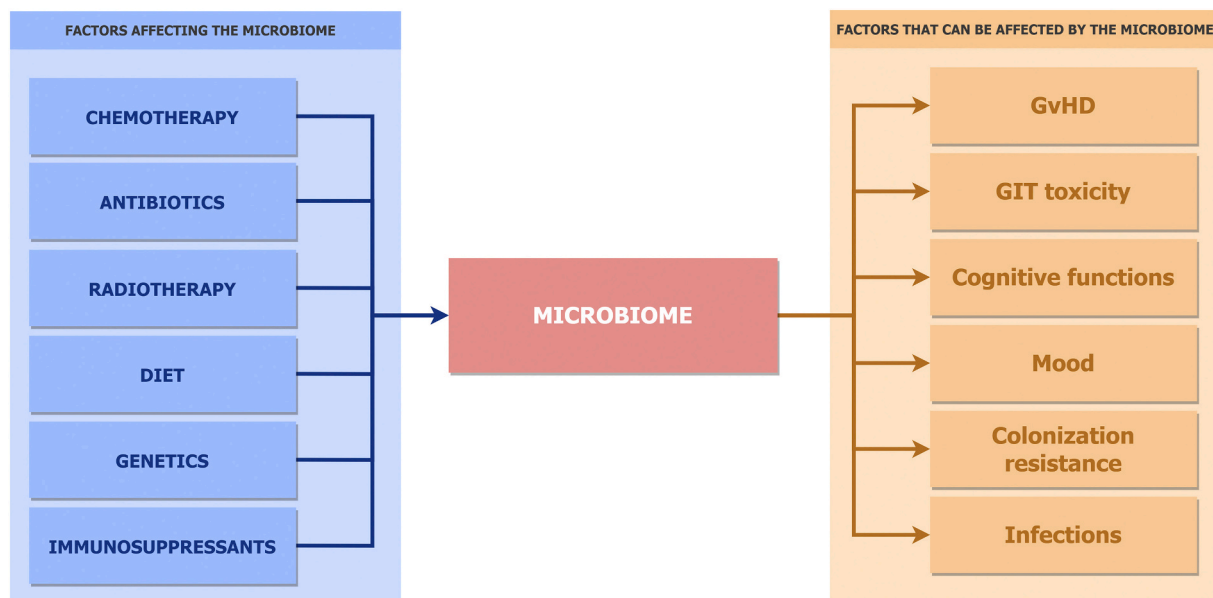 FACTORS AFFECTING THE MICROBIOME
CHEMOTHERAPY
ANTIBIOTICS
RADIOTHERAPY
DIET
GENETICS
IMMUNOSUPPRESSANTS
MICROBIOME
FACTORS THAT CAN BE AFFECTED BY THE MICROBIOME
GvHD
GIT toxicity
Cognitive functions
Mood
Colonization
resistance
Infections